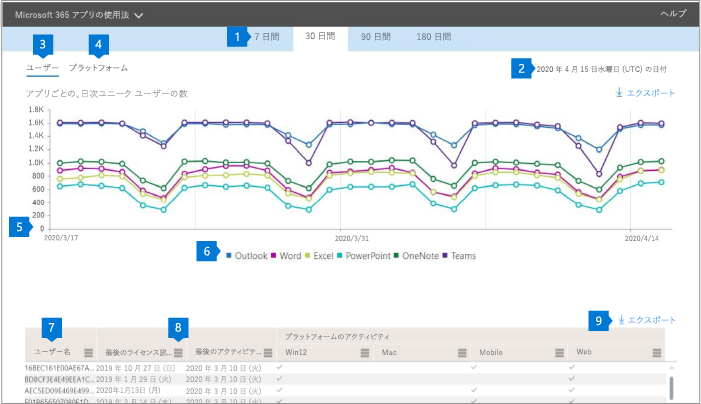 Microsoft 365 アプリの使用法
ヘルプ
1
7 日間
30 日間
90 日間
180 日間
3
4
2
ユーザー
プラットフォーム
2020 年 4 月 15 日水曜日 (UTC) の日付
アプリごとの、日次ユニーク ユーザーの数
エクスポート
1.8K
1.6K
1.4K
1.2K
1.0K
800
600
400
200
5
0
2020/3/17
2020/3/31
2020/4/14
6
Outlook
Word
Excel
PowerPoint
OneNote
Teams
7
8
9
エクスポート
プラットフォームのアクティビティ
ユーザー名
最後のライセンス認...
最後のアクティビテ...
Win12
Mac
Mobile
Web
16BEC161E00AE67A...
2019 年 10 月 27 日 (日)
2020 年 3 月 10 日 (火)
BD8CF3E4E49EEA1C...
2019 年 1 月 29 日 (火)
2020 年 3 月 10 日 (火)
AEC5ED09E469E499...
2020年1月13日 (月)
2020 年 3 月 10 日 (火)
2019 年 3 月 14 日 (木)
2020 年 3 月 10 日 (火)